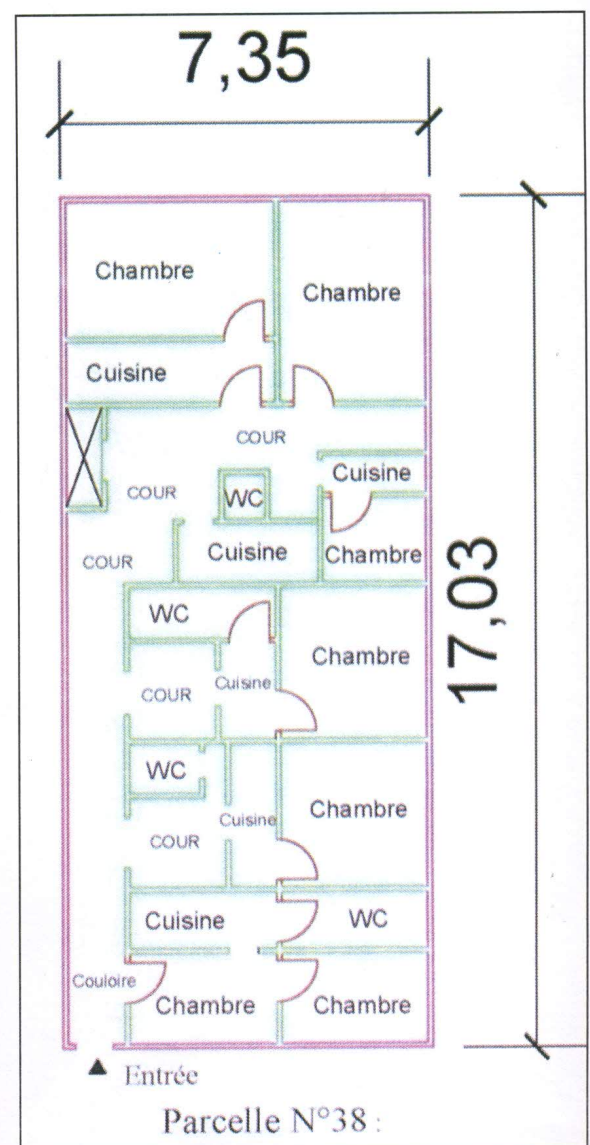 7,35
Chambre
Chambre
Cuisine
COUR
Cuisine
COUR
WC
Cuisine
Chambre
COUR
17,03
WC
Chambre
Cuisine
COUR
WC
Chambre
Cuisine
COUR
Cuisine
WC
Couloire
Chambre
Chambre
Entrée
Parcelle N°38 :